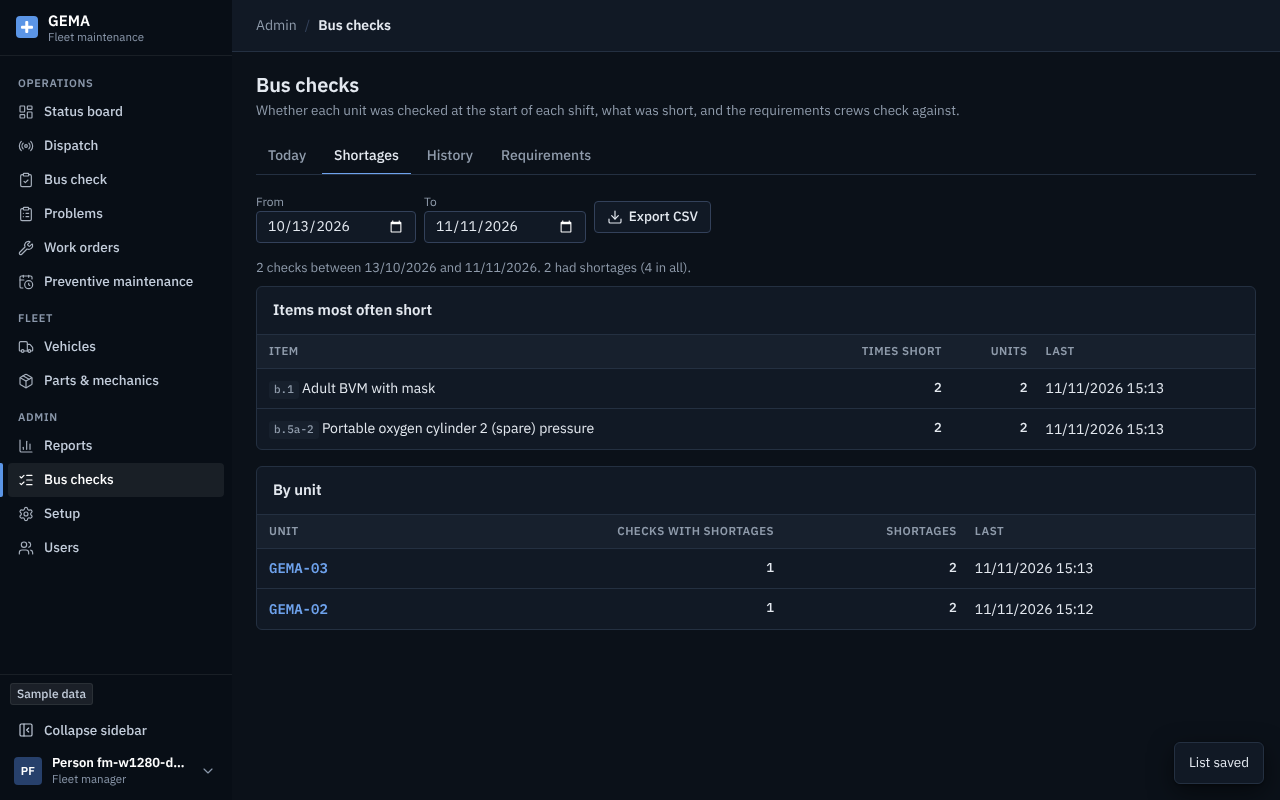 GEMA
Fleet maintenance
OPERATIONS
Status board
Dispatch
Bus check
Problems
Work orders
Preventive maintenance
FLEET
Vehicles
Parts & mechanics
ADMIN
Reports
Bus checks
Setup
Users
Sample data
Collapse sidebar
PF
Person fm-w1280-d...
Fleet manager
Admin / Bus checks
Bus checks
Whether each unit was checked at the start of each shift, what was short, and the requirements crews check against.
Today Shortages History Requirements
From To
10/13/2026 11/11/2026 Export CSV
2 checks between 13/10/2026 and 11/11/2026. 2 had shortages (4 in all).
Items most often short
ITEM TIMES SHORT UNITS LAST
b.1 Adult BVM with mask 2 2 11/11/2026 15:13
b.5a-2 Portable oxygen cylinder 2 (spare) pressure 2 2 11/11/2026 15:13
By unit
UNIT CHECKS WITH SHORTAGES SHORTAGES LAST
GEMA-03 1 2 11/11/2026 15:13
GEMA-02 1 2 11/11/2026 15:12
List saved